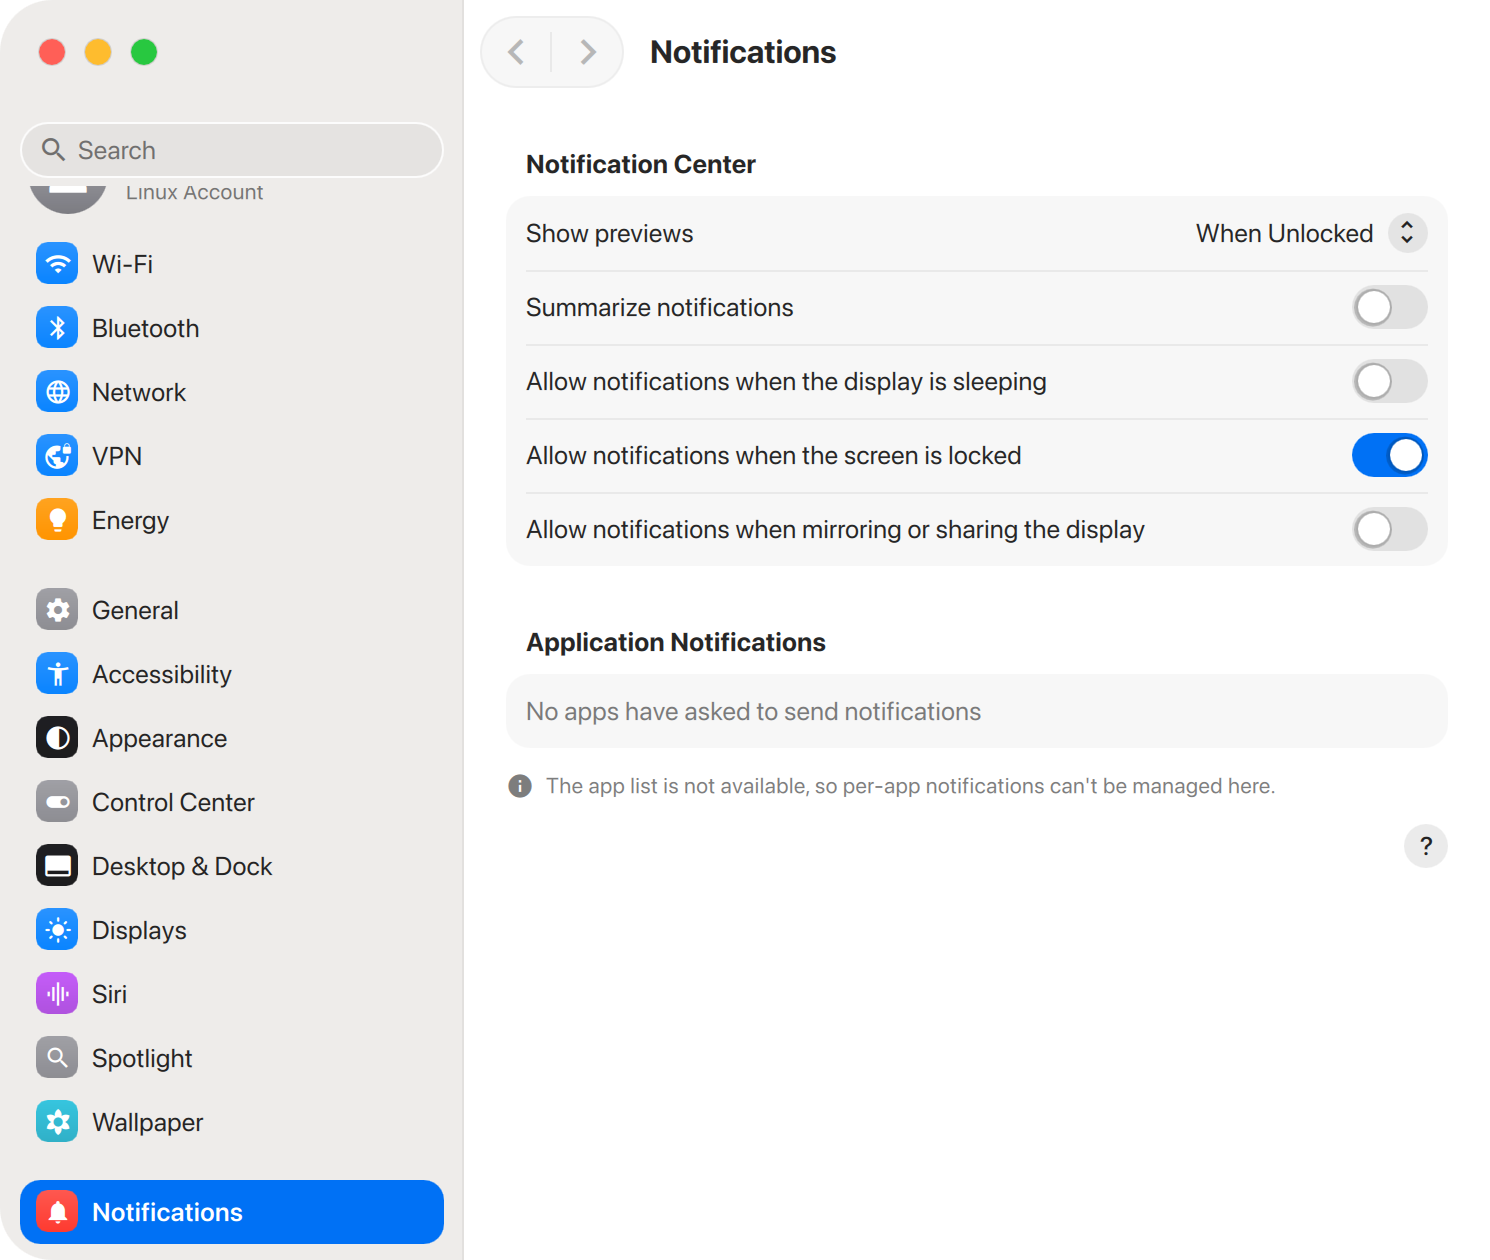 Notifications
Search
Linux Account
Wi-Fi
Bluetooth
Network
VPN
Energy
General
Accessibility
Appearance
Control Center
Desktop & Dock
Displays
Siri
Spotlight
Wallpaper
Notifications
Notification Center
Show previews When Unlocked
Summarize notifications
Allow notifications when the display is sleeping
Allow notifications when the screen is locked
Allow notifications when mirroring or sharing the display
Application Notifications
No apps have asked to send notifications
The app list is not available, so per-app notifications can't be managed here.
?